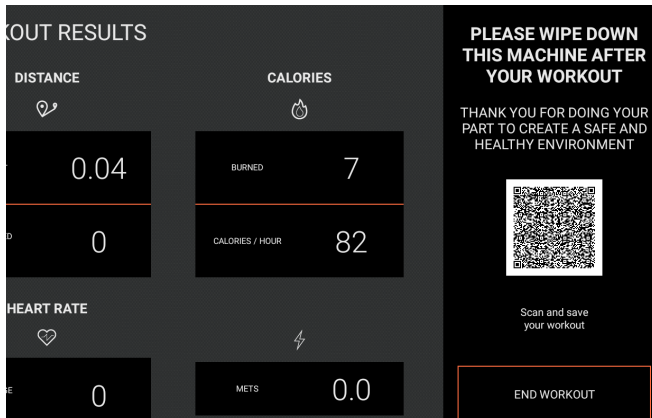 OUT RESULTS
DISTANCE
0.04
0
CALORIES
BURNED 7
CALORIES / HOUR 82
HEART RATE
0
METS 0.0
PLEASE WIPE DOWN
THIS MACHINE AFTER
YOUR WORKOUT
THANK YOU FOR DOING YOUR
PART TO CREATE A SAFE AND
HEALTHY ENVIRONMENT
Scan and save
your workout
END WORKOUT